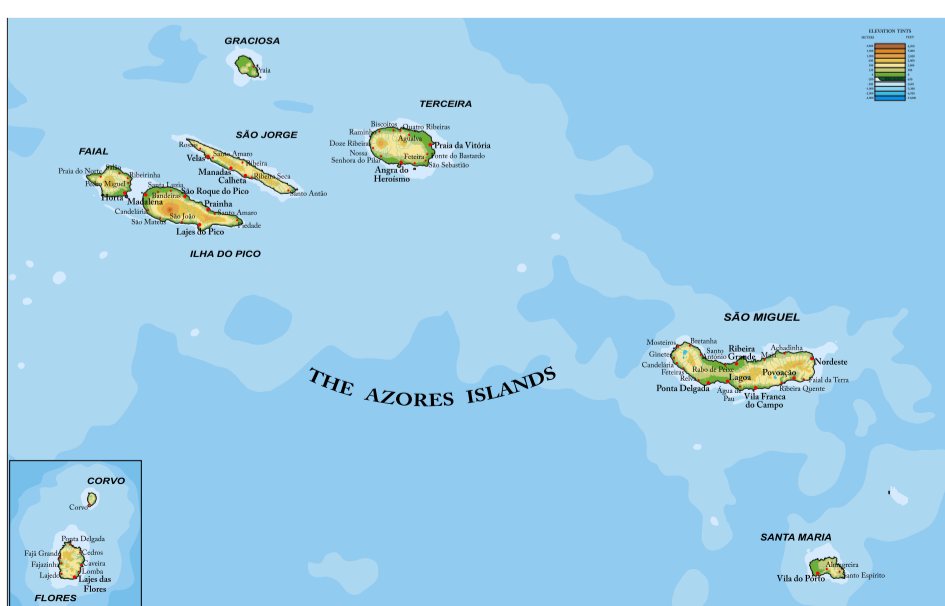 GRACIOSA
Praia
ELEVATION TINTS
TERCEIRA
Biscoitos
Quatro Ribeiras
Raminho
Agualva
Doze Ribeiras
Praia da Vitória
Nossa
Senhora do Pilar
Feteira
Fonte do Bastardo
São Sebastião
Angra do
Heroísmo
SÃO JORGE
Rosais
Santo Amaro
Velas
Ribeira
Manadas
Calheta
Ribeira Seca
Santo Antão
FAIAL
Praia do Norte
Ribeirinha
Pedro Miguel
Horta
Santa Luzia
São Roque do Pico
Madalena
Bandeiras
Prainha
Candelária
São João
Santo Amaro
São Mateus
Piedade
Lajes do Pico
ILHA DO PICO
THE AZORES ISLANDS
SÃO MIGUEL
Mosteiros
Bretanha
Santo
António
Ribeira
Grande
Achadinha
Ginetes
Nordeste
Candelária
Rabo de Peixe
Feteiras
Lagoa
Povoação
Relva
Faial da Terra
Ponta Delgada
Água de
Pau
Vila Franca
do Campo
Ribeira Quente
CORVO
Corvo
Ponta Delgada
Fajã Grande
Cedros
Fajazinha
Caveira
Lomba
Lajedo
Lajes das
Flores
FLORES
SANTA MARIA
Almagreira
Vila do Porto
Santo Espírito